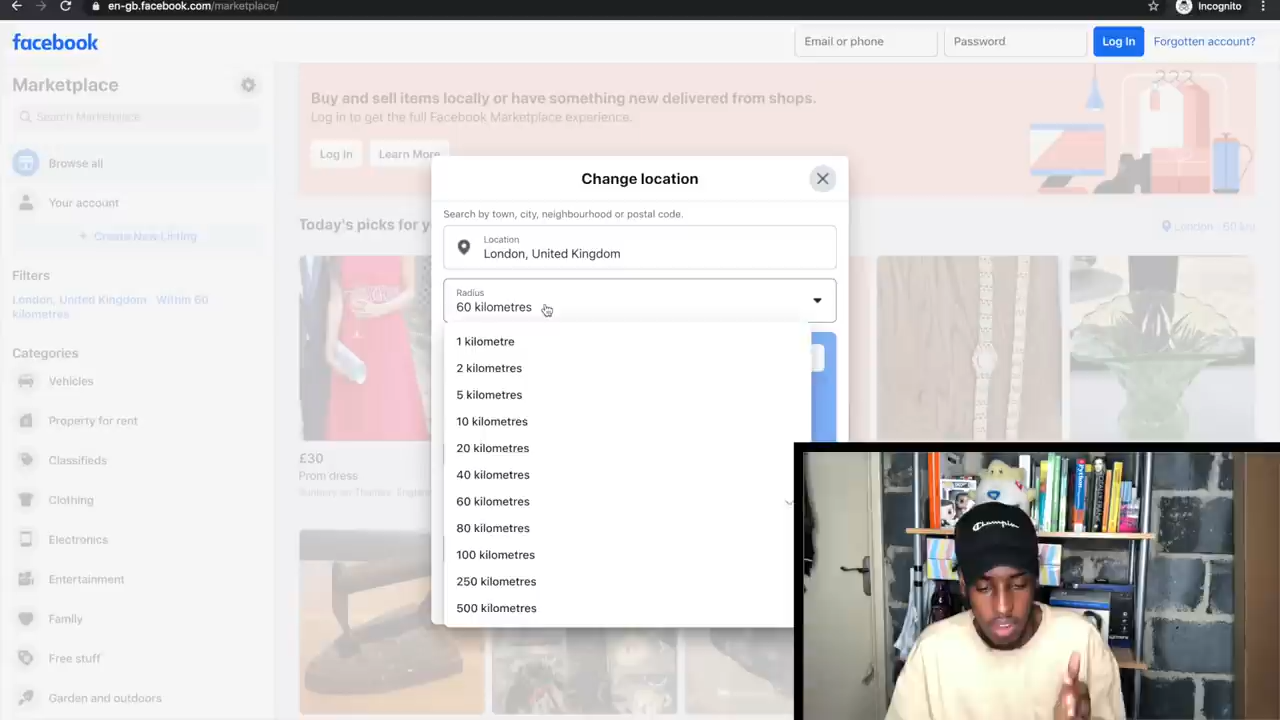 en-gb.facebook.com/marketplace/
Incognito
facebook
Email or phone
Password
Log In
Forgotten account?
Marketplace
Search Marketplace
Browse all
Your account
+ Create New Listing
Filters
London, United Kingdom · Within 60
kilometres
Categories
Vehicles
Property for rent
Classifieds
Clothing
Electronics
Entertainment
Family
Free stuff
Garden and outdoors
Buy and sell items locally or have something new delivered from shops.
Log in to get the full Facebook Marketplace experience.
Log In
Learn More
Today's picks for y
London · 60 km
£30
Prom dress
Change location
Search by town, city, neighbourhood or postal code.
Location
London, United Kingdom
Radius
60 kilometres
1 kilometre
2 kilometres
5 kilometres
10 kilometres
20 kilometres
40 kilometres
60 kilometres
80 kilometres
100 kilometres
250 kilometres
500 kilometres
Champion
Python